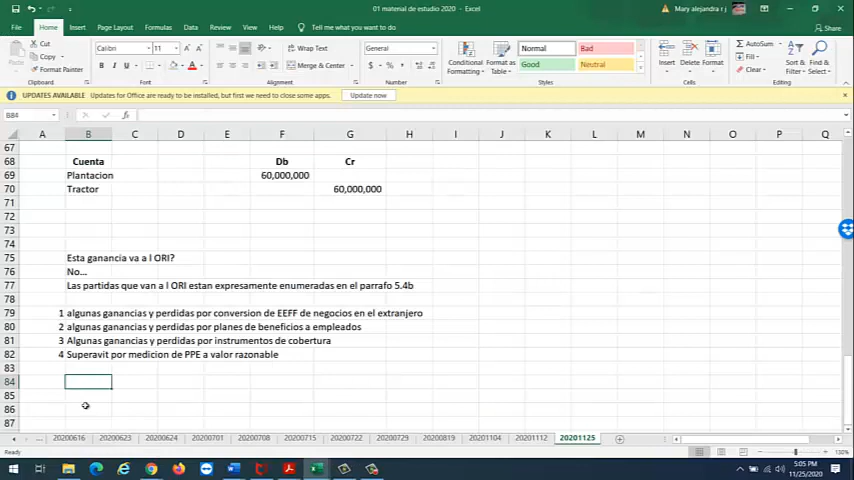 01 material de estudio 2020 - Excel
Mary alejandra r j
File Home Insert Page Layout Formulas Data Review View Help Tell me what you want to do Share
Cut
Copy
Format Painter
Paste
Clipboard
Calibri 11
B I U
Font
Wrap Text
Merge & Center
Alignment
General
$ % ,
Number
Conditional Formatting
Format as Table
Normal Bad
Good Neutral
Styles
Insert Delete Format
Cells
AutoSum
Fill
Clear
Sort & Filter
Find & Select
Editing
UPDATES AVAILABLE Updates for Office are ready to be installed, but first we need to close some apps. Update now
B84 fx
A B C D E F G H I J K L M N O P Q
67
68 Cuenta Db Cr
69 Plantacion 60,000,000
70 Tractor 60,000,000
71
72
73
74
75 Esta ganancia va a l ORI?
76 No...
77 Las partidas que van a l ORI estan expresamente enumeradas en el parrafo 5.4b
78
79 1 algunas ganancias y perdidas por conversion de EEFF de negocios en el extranjero
80 2 algunas ganancias y perdidas por planes de beneficios a empleados
81 3 Algunas ganancias y perdidas por instrumentos de cobertura
82 4 Superavit por medicion de PPE a valor razonable
83
84
85
86
87
... 20200616 20200623 20200624 20200701 20200708 20200715 20200722 20200729 20200819 20201104 20201112 20201125
Ready 130%
5:05 PM
11/25/2020